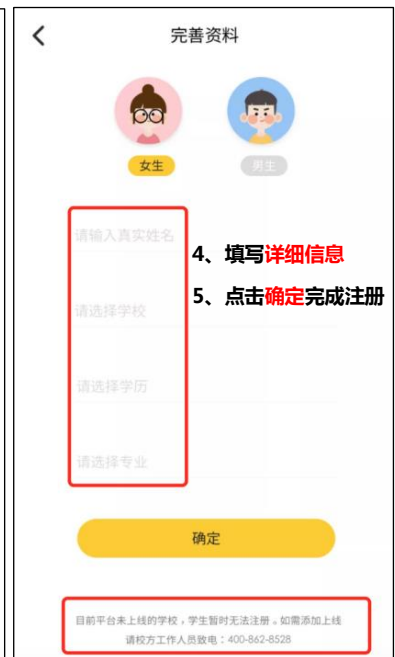 完善资料
女生 男生
请输入真实姓名
4、填写详细信息
5、点击确定完成注册
请选择学校
请选择学历
请选择专业
确定
目前平台未上线的学校，学生暂时无法注册。如需添加上线
请校方工作人员致电：400-862-8528